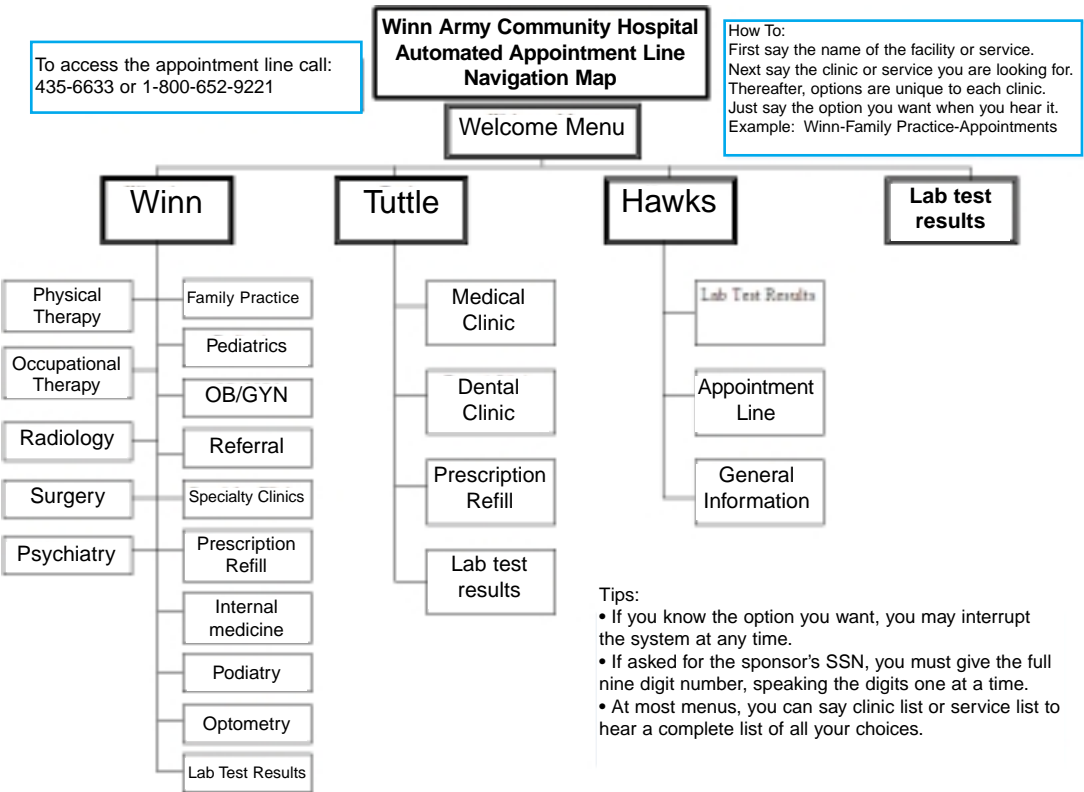 Winn Army Community Hospital
Automated Appointment Line
Navigation Map
To access the appointment line call:
435-6633 or 1-800-652-9221
How To:
First say the name of the facility or service.
Next say the clinic or service you are looking for.
Thereafter, options are unique to each clinic.
Just say the option you want when you hear it.
Example:  Winn-Family Practice-Appointments
Welcome Menu
Winn
Tuttle
Hawks
Lab test
results
Physical
Therapy
Occupational
Therapy
Radiology
Surgery
Psychiatry
Family Practice
Pediatrics
OB/GYN
Referral
Specialty Clinics
Prescription
Refill
Internal
medicine
Podiatry
Optometry
Lab Test Results
Medical
Clinic
Dental
Clinic
Prescription
Refill
Lab test
results
Lab Test Results
Appointment
Line
General
Information
Tips:
• If you know the option you want, you may interrupt
the system at any time.
• If asked for the sponsor's SSN, you must give the full
nine digit number, speaking the digits one at a time.
• At most menus, you can say clinic list or service list to
hear a complete list of all your choices.